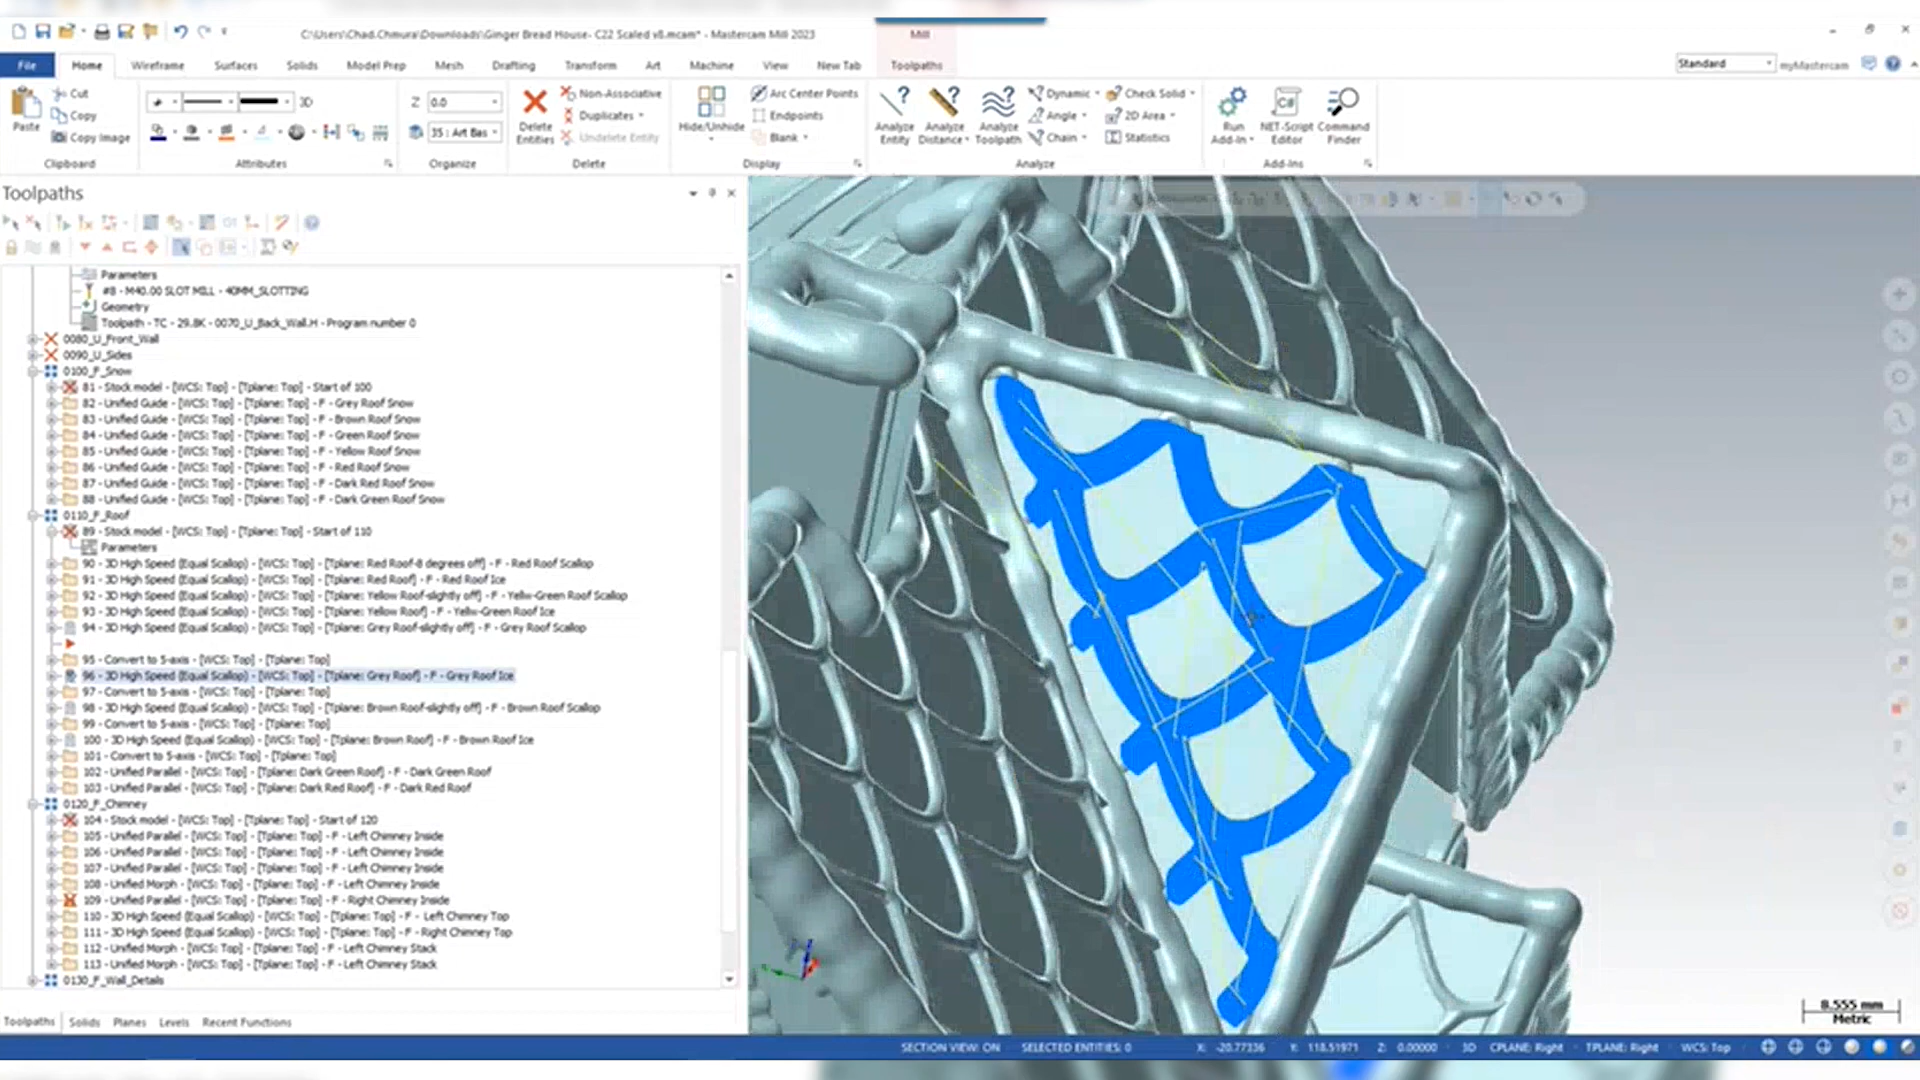 C:\Users\Chad.Chmura\Downloads\Ginger Bread House- C22 Scaled v8.mcam* - Mastercam Mill 2023
Mill
File Home Wireframe Surfaces Solids Model Prep Mesh Drafting Transform Art Machine View New Tab Toolpaths
Standard
myMastercam
Paste
Cut
Copy
Copy Image
Clipboard
3D
Attributes
Z 0.0
35 : Art Bas
Organize
Delete Entities
Non-Associative
Duplicates
Undelete Entity
Delete
Hide/Unhide
Arc Center Points
Endpoints
Blank
Display
Analyze Entity
Analyze Distance
Analyze Toolpath
Dynamic
Angle
Chain
Check Solid
2D Area
Statistics
Analyze
Run Add-In
NET-Script Editor
Command Finder
Add-Ins
Toolpaths
Parameters
#8 - M40.00 SLOT MILL - 40MM_SLOTTING
Geometry
Toolpath - TC - 29.8K - 0070_U_Back_Wall.H - Program number 0
0080_U_Front_Wall
0090_U_Sides
0100_F_Snow
81 - Stock model - [WCS: Top] - [Tplane: Top] - Start of 100
82 - Unified Guide - [WCS: Top] - [Tplane: Top] - F - Grey Roof Snow
83 - Unified Guide - [WCS: Top] - [Tplane: Top] - F - Brown Roof Snow
84 - Unified Guide - [WCS: Top] - [Tplane: Top] - F - Green Roof Snow
85 - Unified Guide - [WCS: Top] - [Tplane: Top] - F - Yellow Roof Snow
86 - Unified Guide - [WCS: Top] - [Tplane: Top] - F - Red Roof Snow
87 - Unified Guide - [WCS: Top] - [Tplane: Top] - F - Dark Red Roof Snow
88 - Unified Guide - [WCS: Top] - [Tplane: Top] - F - Dark Green Roof Snow
0110_F_Roof
89 - Stock model - [WCS: Top] - [Tplane: Top] - Start of 110
Parameters
90 - 3D High Speed (Equal Scallop) - [WCS: Top] - [Tplane: Red Roof-8 degrees off] - F - Red Roof Scallop
91 - 3D High Speed (Equal Scallop) - [WCS: Top] - [Tplane: Red Roof] - F - Red Roof Ice
92 - 3D High Speed (Equal Scallop) - [WCS: Top] - [Tplane: Yellow Roof-slightly off] - F - Yellw-Green Roof Scallop
93 - 3D High Speed (Equal Scallop) - [WCS: Top] - [Tplane: Yellow Roof] - F - Yellw-Green Roof Ice
94 - 3D High Speed (Equal Scallop) - [WCS: Top] - [Tplane: Grey Roof-slightly off] - F - Grey Roof Scallop
95 - Convert to 5-axis - [WCS: Top] - [Tplane: Top]
96 - 3D High Speed (Equal Scallop) - [WCS: Top] - [Tplane: Grey Roof] - F - Grey Roof Ice
97 - Convert to 5-axis - [WCS: Top] - [Tplane: Top]
98 - 3D High Speed (Equal Scallop) - [WCS: Top] - [Tplane: Brown Roof-slightly off] - F - Brown Roof Scallop
99 - Convert to 5-axis - [WCS: Top] - [Tplane: Top]
100 - 3D High Speed (Equal Scallop) - [WCS: Top] - [Tplane: Brown Roof] - F - Brown Roof Ice
101 - Convert to 5-axis - [WCS: Top] - [Tplane: Top]
102 - Unified Parallel - [WCS: Top] - [Tplane: Dark Green Roof] - F - Dark Green Roof
103 - Unified Parallel - [WCS: Top] - [Tplane: Dark Red Roof] - F - Dark Red Roof
0120_F_Chimney
104 - Stock model - [WCS: Top] - [Tplane: Top] - Start of 120
105 - Unified Parallel - [WCS: Top] - [Tplane: Top] - F - Left Chimney Inside
106 - Unified Parallel - [WCS: Top] - [Tplane: Top] - F - Left Chimney Inside
107 - Unified Parallel - [WCS: Top] - [Tplane: Top] - F - Left Chimney Inside
108 - Unified Morph - [WCS: Top] - [Tplane: Top] - F - Left Chimney Inside
109 - Unified Parallel - [WCS: Top] - [Tplane: Top] - F - Right Chimney Inside
110 - 3D High Speed (Equal Scallop) - [WCS: Top] - [Tplane: Top] - F - Left Chimney Top
111 - 3D High Speed (Equal Scallop) - [WCS: Top] - [Tplane: Top] - F - Right Chimney Top
112 - Unified Morph - [WCS: Top] - [Tplane: Top] - F - Left Chimney Stack
113 - Unified Morph - [WCS: Top] - [Tplane: Top] - F - Left Chimney Stack
0130_F_Wall_Details
Toolpaths Solids Planes Levels Recent Functions
8.555 mm
Metric
SECTION VIEW: ON SELECTED ENTITIES: 0 X: -20.77336 Y: 118.51971 Z: 0.00000 3D CPLANE: Right TPLANE: Right WCS: Top